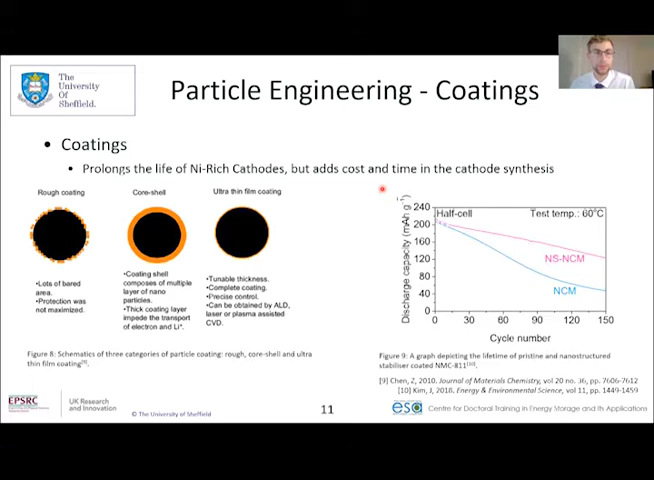 The
University
Of
Sheffield.
Particle Engineering - Coatings
• Coatings
• Prolongs the life of Ni-Rich Cathodes, but adds cost and time in the cathode synthesis
Rough coating
Core-shell
Ultra thin film coating
•Lots of bared
area.
•Protection was
not maximized.
•Coating shell
composes of multiple
layer of nano
particles.
•Thick coating layer
impede the transport
of electron and Li⁺.
•Tunable thickness.
•Complete coating.
•Precise control.
•Can be obtained by ALD,
laser or plasma assisted
CVD.
Figure 8: Schematics of three categories of particle coating: rough, core-shell and ultra
thin film coating[9].
Discharge capacity (mAh g⁻¹)
240
200
160
120
80
40
0
Half-cell
Test temp.: 60°C
NS-NCM
NCM
0 30 60 90 120 150
Cycle number
Figure 9: A graph depicting the lifetime of pristine and nanostructured
stabiliser coated NMC-811[10].
[9] Chen, Z, 2010. Journal of Materials Chemistry, vol 20 no. 36, pp. 7606-7612
[10] Kim, J, 2018. Energy & Environmental Science, vol 11, pp. 1449-1459
EPSRC
UK Research
and Innovation
© The University of Sheffield
11
esa
Centre for Doctoral Training in Energy Storage and its Applications